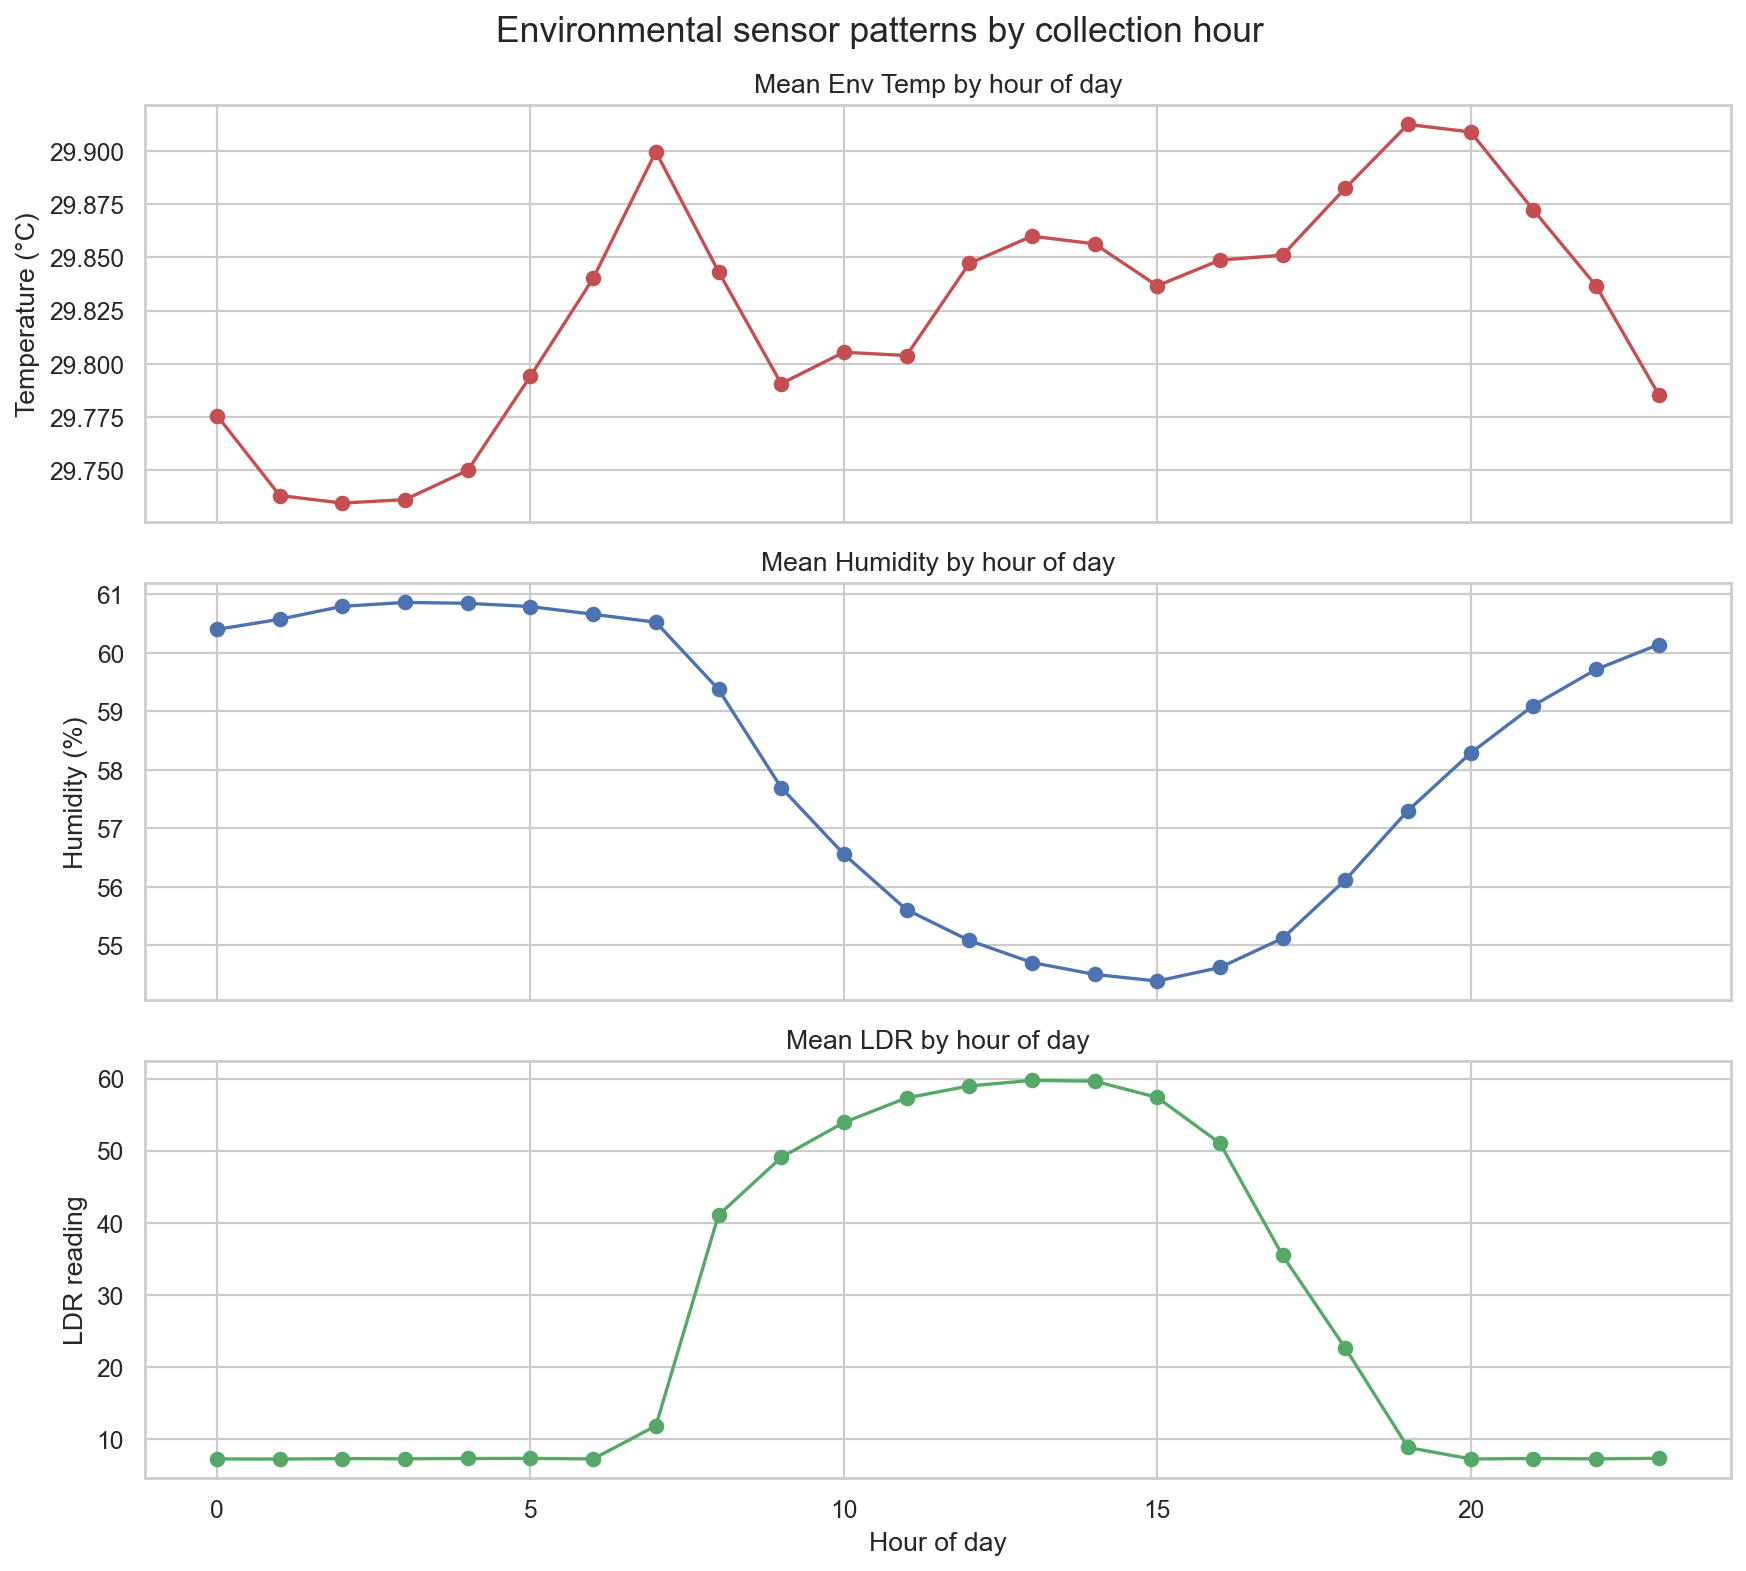 Environmental sensor patterns by collection hour
Mean Env Temp by hour of day
Temperature (°C)
29.900
29.875
29.850
29.825
29.800
29.775
29.750
Mean Humidity by hour of day
Humidity (%)
61
60
59
58
57
56
55
Mean LDR by hour of day
LDR reading
60
50
40
30
20
10
0 5 10 15 20
Hour of day